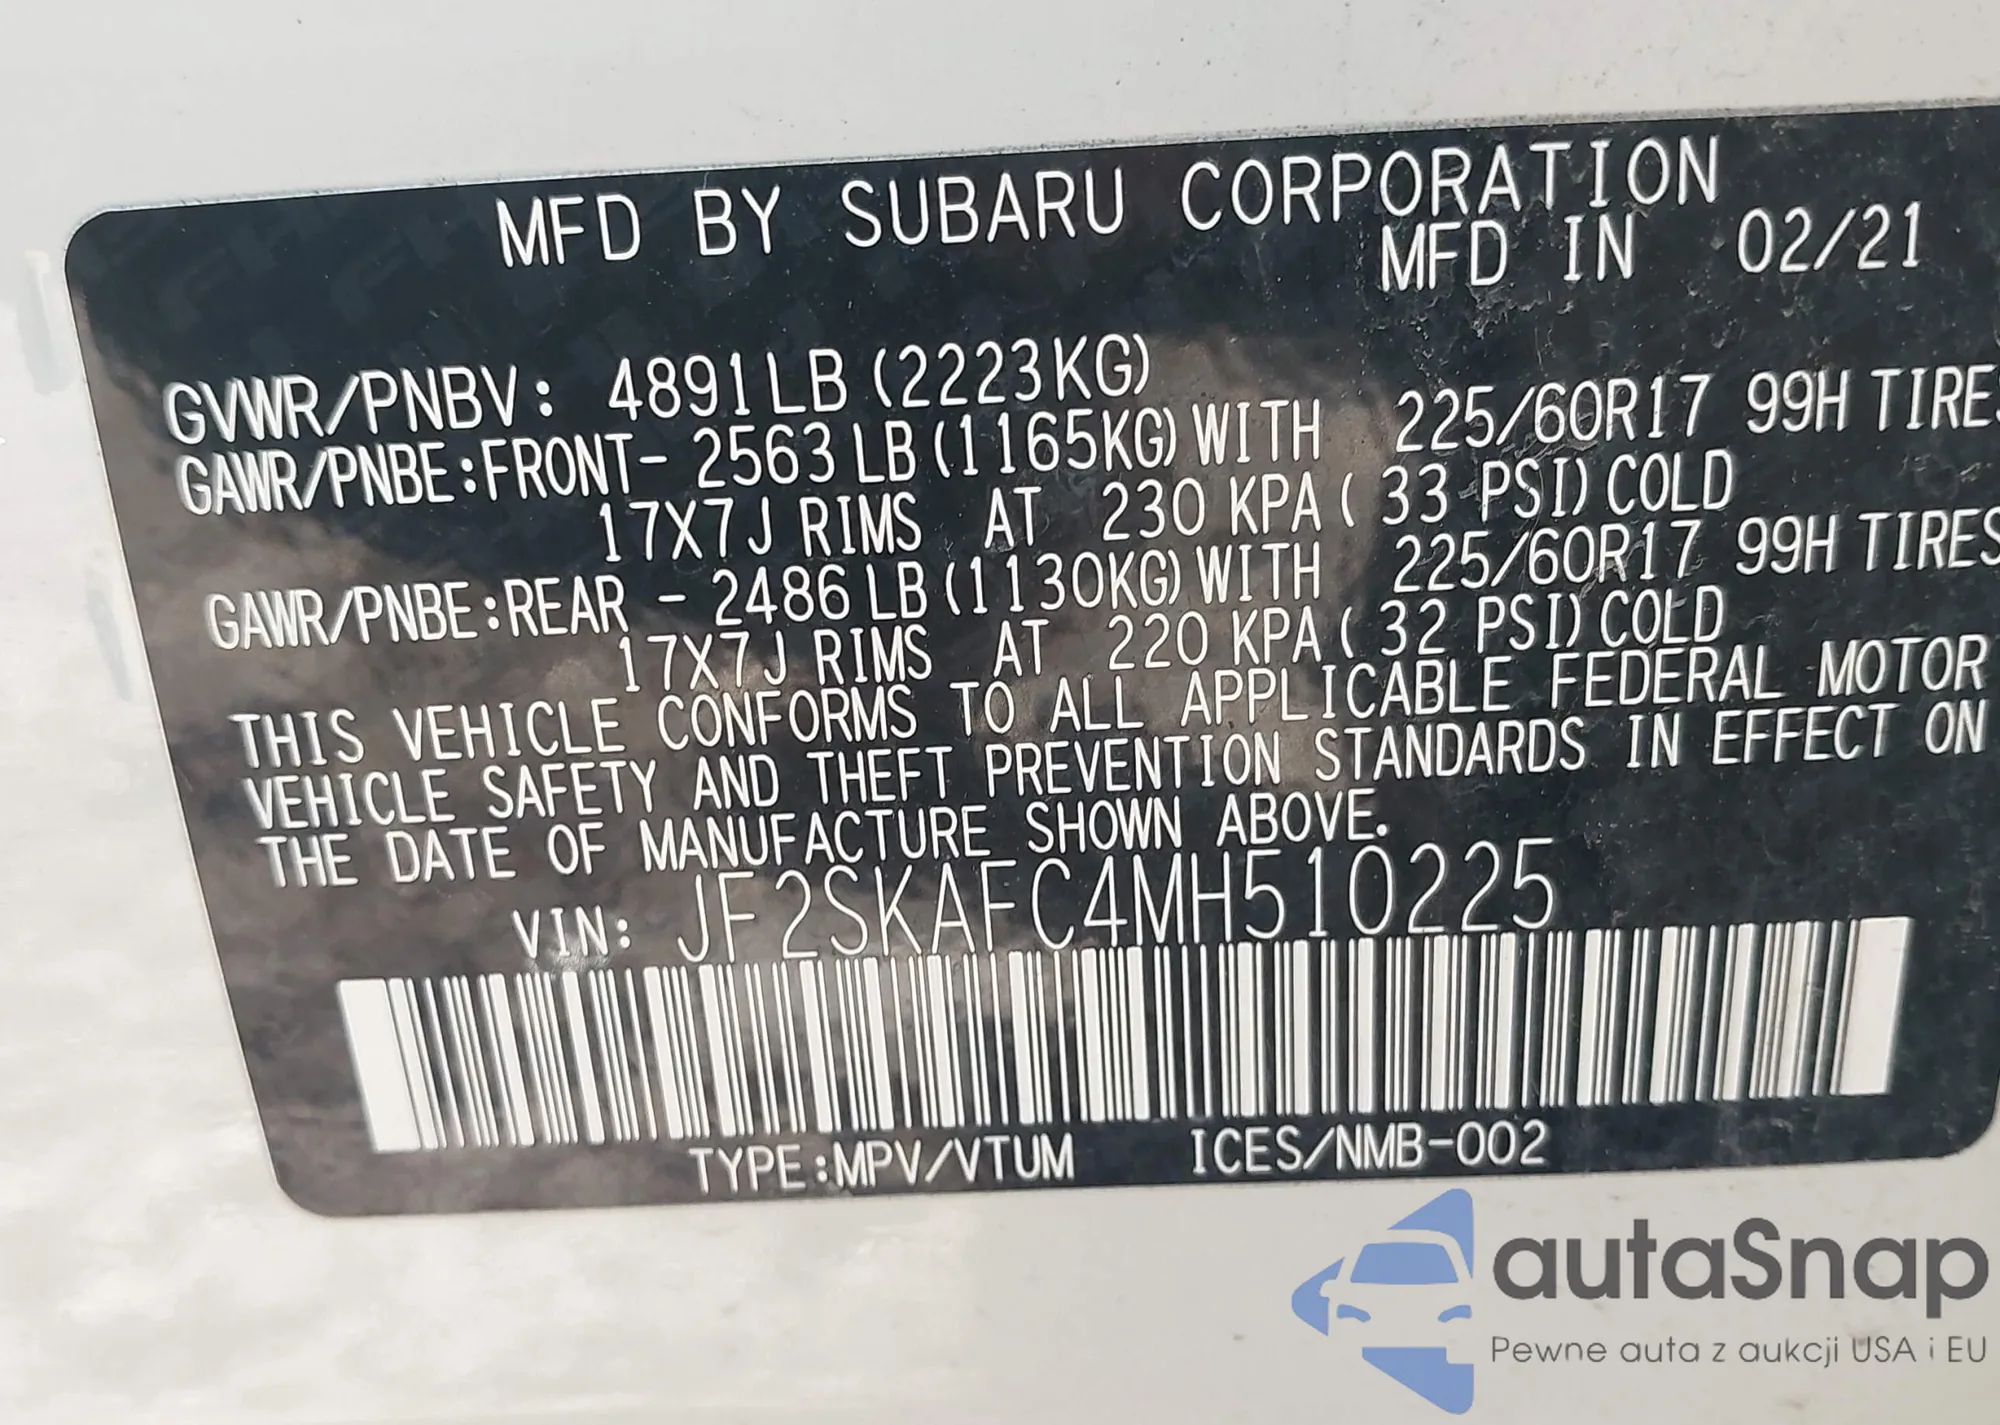 MFD BY SUBARU CORPORATION
MFD IN 02/21
GVWR/PNBV: 4891LB (2223KG)
GAWR/PNBE:FRONT- 2563 LB (1165KG) WITH 225/60R17 99H TIRES
17X7J RIMS AT 230 KPA ( 33 PSI) COLD
GAWR/PNBE:REAR - 2486 LB (1130KG) WITH 225/60R17 99H TIRES
17X7J RIMS AT 220 KPA ( 32 PSI) COLD
THIS VEHICLE CONFORMS TO ALL APPLICABLE FEDERAL MOTOR
VEHICLE SAFETY AND THEFT PREVENTION STANDARDS IN EFFECT ON
THE DATE OF MANUFACTURE SHOWN ABOVE.
VIN: JF2SKAFC4MH510225
TYPE:MPV/VTUM ICES/NMB-002
autaSnap
Pewne auta z aukcji USA i EU